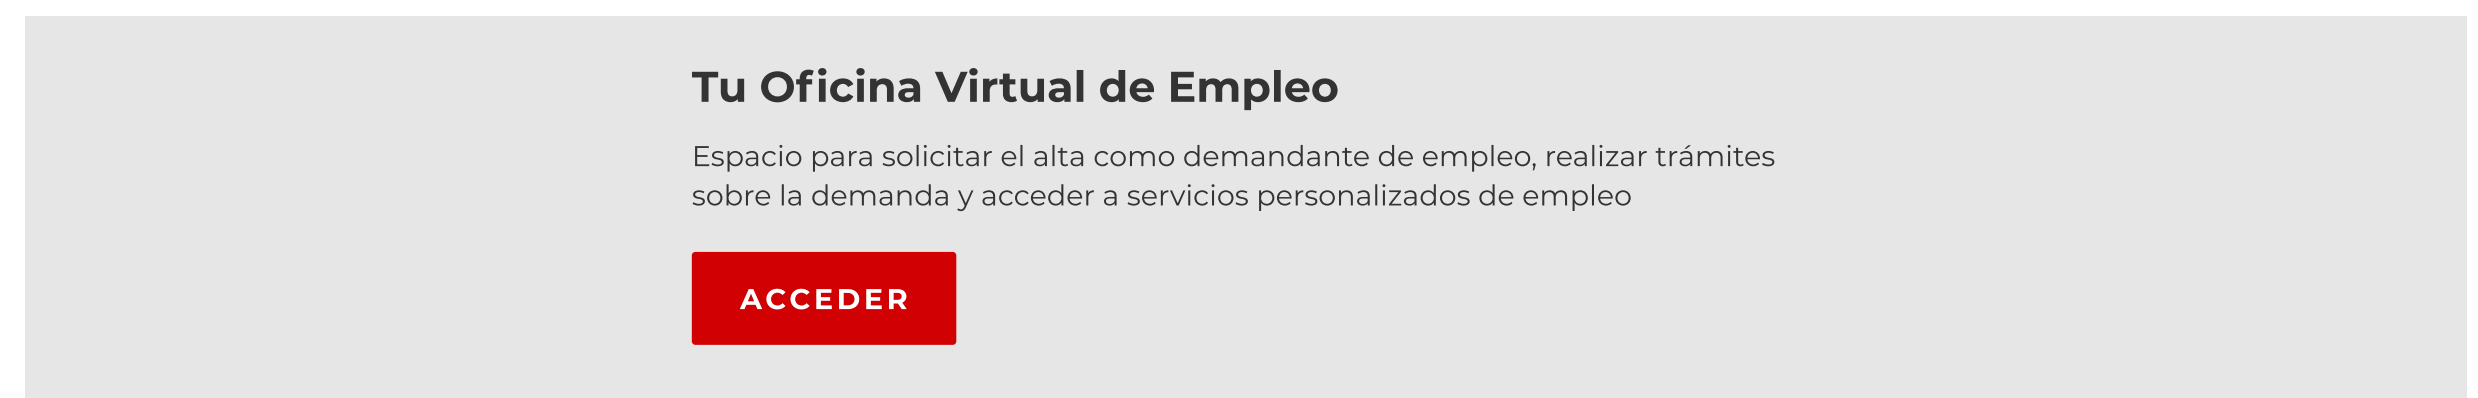 Tu Oficina Virtual de Empleo
Espacio para solicitar el alta como demandante de empleo, realizar trámites
sobre la demanda y acceder a servicios personalizados de empleo
ACCEDER